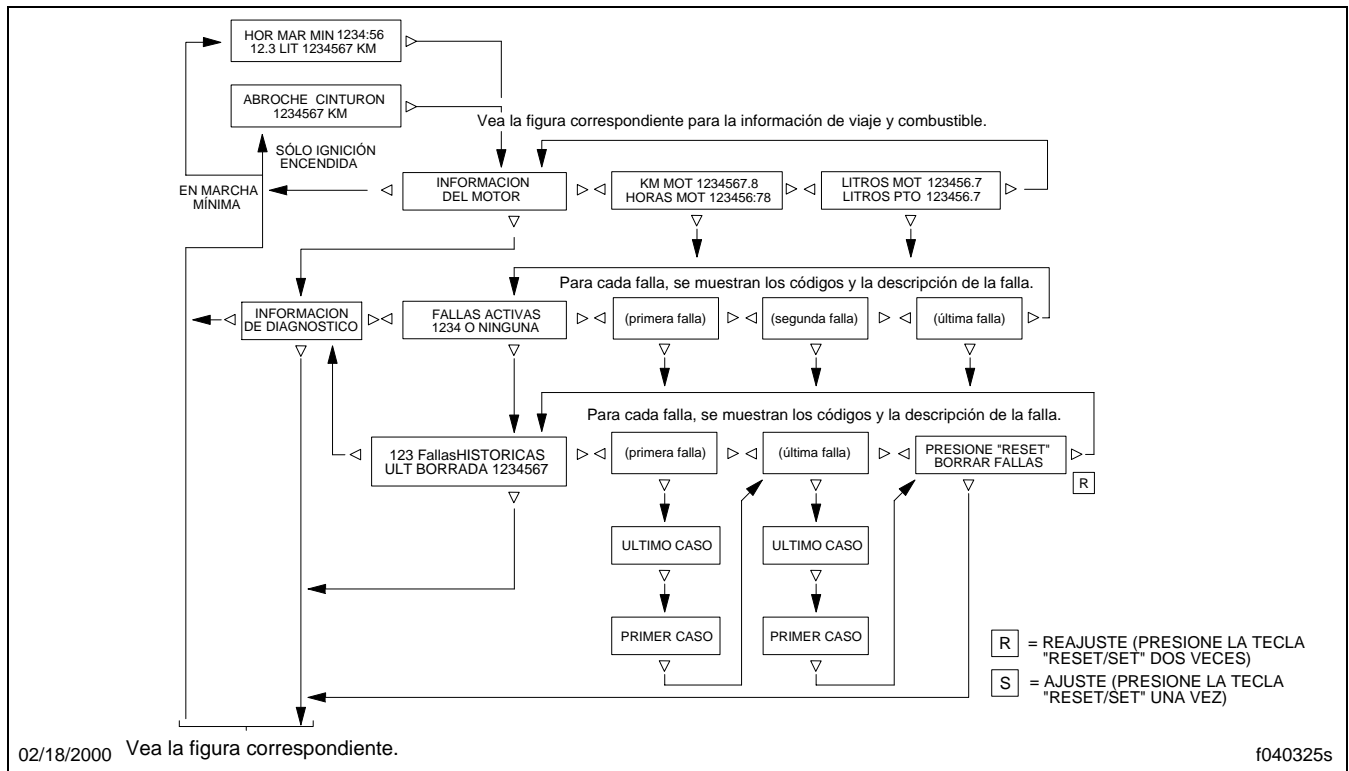 HOR MAR MIN 1234:56
12.3 LIT 1234567 KM
ABROCHE CINTURON
1234567 KM
Vea la figura correspondiente para la información de viaje y combustible.
SÓLO IGNICIÓN
ENCENDIDA
EN MARCHA
MÍNIMA
INFORMACION
DEL MOTOR
KM MOT 1234567.8
HORAS MOT 123456:78
LITROS MOT 123456.7
LITROS PTO 123456.7
Para cada falla, se muestran los códigos y la descripción de la falla.
INFORMACION
DE DIAGNOSTICO
FALLAS ACTIVAS
1234 O NINGUNA
(primera falla)
(segunda falla)
(última falla)
Para cada falla, se muestran los códigos y la descripción de la falla.
123 FallasHISTORICAS
ULT BORRADA 1234567
(primera falla)
(última falla)
PRESIONE "RESET"
BORRAR FALLAS
R
ULTIMO CASO
ULTIMO CASO
PRIMER CASO
PRIMER CASO
R = REAJUSTE (PRESIONE LA TECLA
"RESET/SET" DOS VECES)
S = AJUSTE (PRESIONE LA TECLA
"RESET/SET" UNA VEZ)
02/18/2000
Vea la figura correspondiente.
f040325s